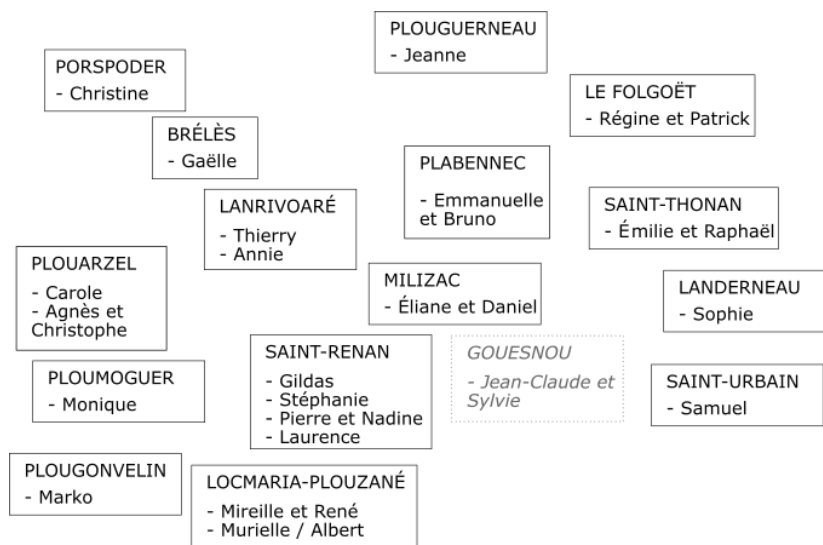 PLOUGUERNEAU
- Jeanne
PORSPODER
- Christine
LE FOLGOËT
- Régine et Patrick
BRÉLÈS
- Gaëlle
PLABENNEC
- Emmanuelle
et Bruno
LANRIVOARÉ
- Thierry
- Annie
SAINT-THONAN
- Émilie et Raphaël
PLOUARZEL
- Carole
- Agnès et
Christophe
MILIZAC
- Éliane et Daniel
LANDERNEAU
- Sophie
SAINT-RENAN
- Gildas
- Stéphanie
- Pierre et Nadine
- Laurence
GOUESNOU
- Jean-Claude et
Sylvie
PLOUMOGUER
- Monique
SAINT-URBAIN
- Samuel
PLOUGONVELIN
- Marko
LOCMARIA-PLOUZANÉ
- Mireille et René
- Murielle / Albert